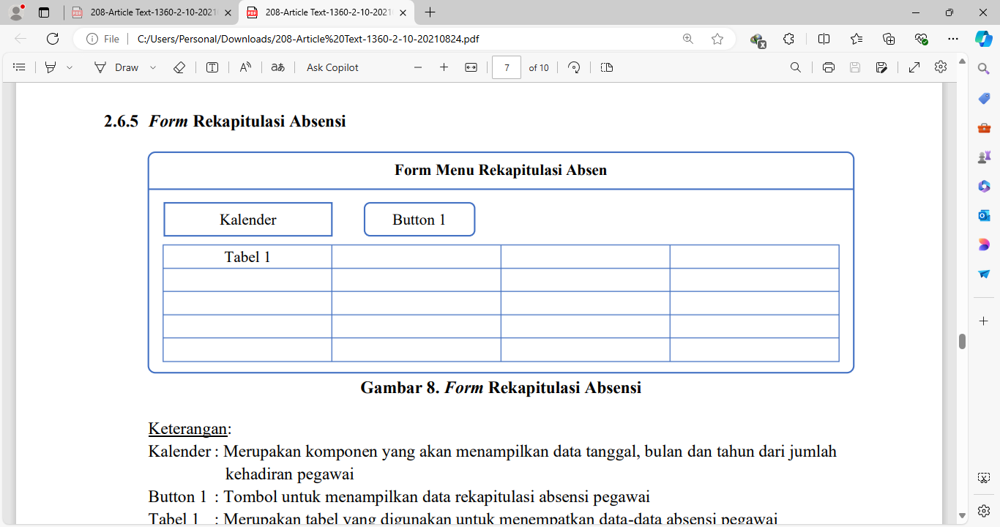 208-Article Text-1360-2-10-2021
208-Article Text-1360-2-10-2021
File
C:/Users/Personal/Downloads/208-Article%20Text-1360-2-10-20210824.pdf
Draw
aあ
Ask Copilot
7 of 10
2.6.5 Form Rekapitulasi Absensi
Form Menu Rekapitulasi Absen
Kalender
Button 1
Tabel 1
Gambar 8. Form Rekapitulasi Absensi
Keterangan:
Kalender : Merupakan komponen yang akan menampilkan data tanggal, bulan dan tahun dari jumlah
kehadiran pegawai
Button 1 : Tombol untuk menampilkan data rekapitulasi absensi pegawai
Tabel 1 : Merupakan tabel yang digunakan untuk menempatkan data-data absensi pegawai